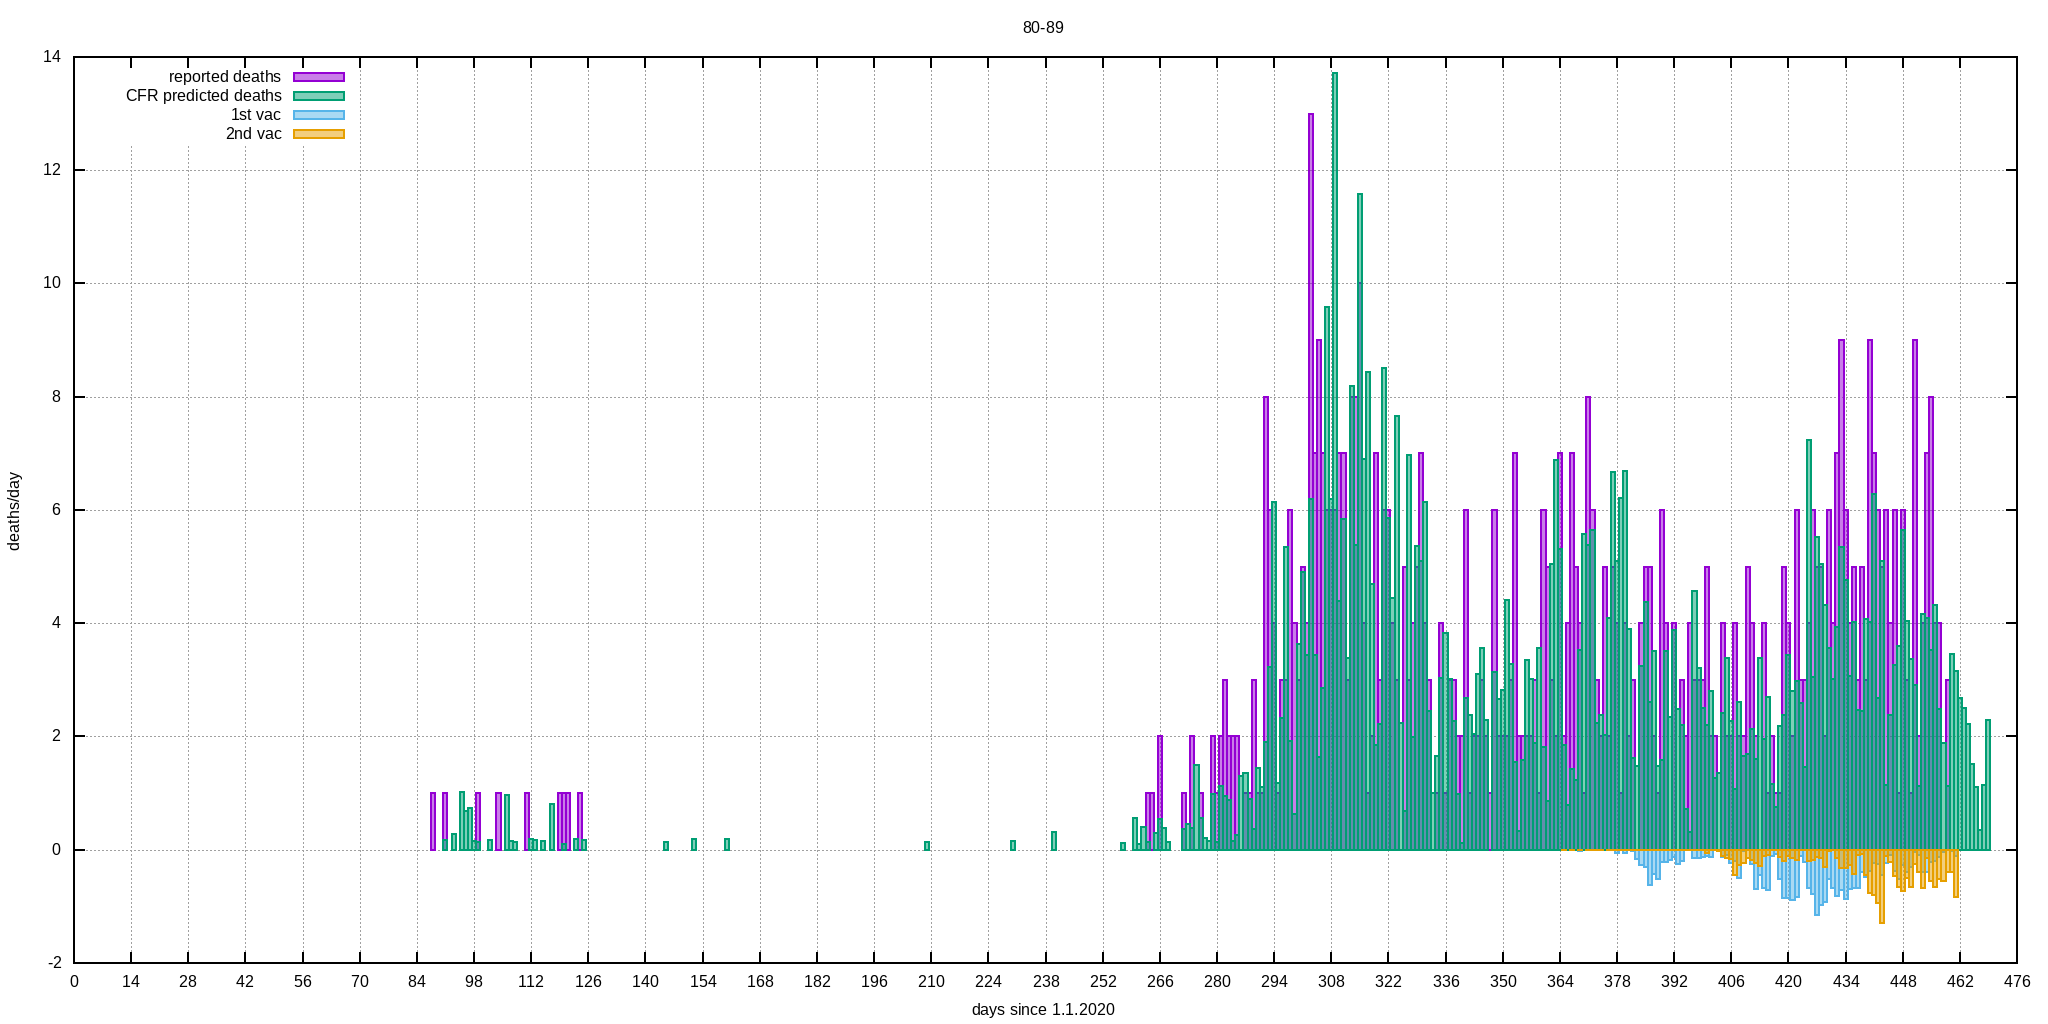 80-89
14
12
10
8
6
4
2
0
-2
deaths/day
reported deaths
CFR predicted deaths
1st vac
2nd vac
0 14 28 42 56 70 84 98 112 126 140 154 168 182 196 210 224 238 252 266 280 294 308 322 336 350 364 378 392 406 420 434 448 462 476
days since 1.1.2020